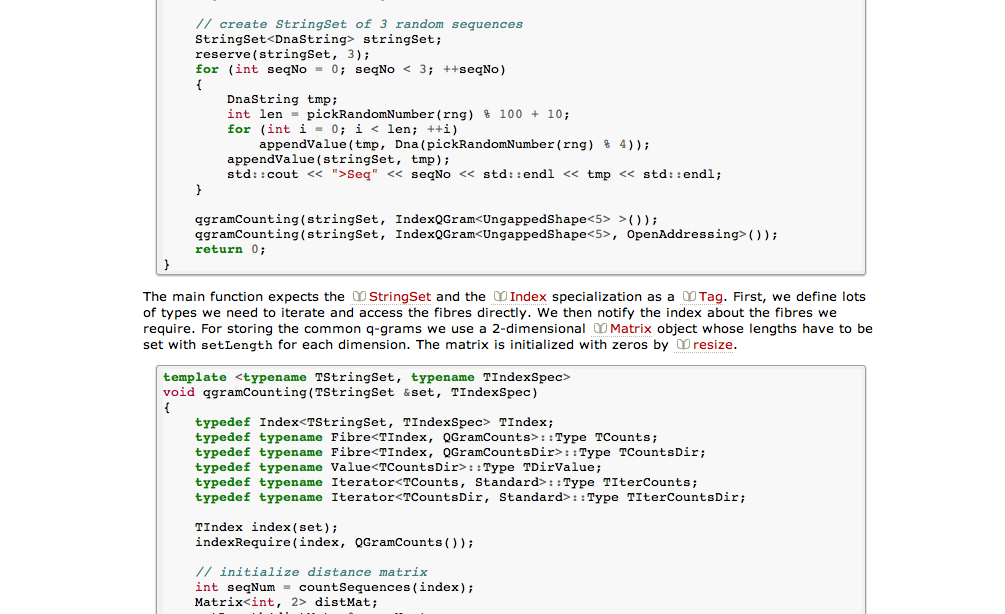 // create StringSet of 3 random sequences
StringSet<DnaString> stringSet;
reserve(stringSet, 3);
for (int seqNo = 0; seqNo < 3; ++seqNo)
{
DnaString tmp;
int len = pickRandomNumber(rng) % 100 + 10;
for (int i = 0; i < len; ++i)
appendValue(tmp, Dna(pickRandomNumber(rng) % 4));
appendValue(stringSet, tmp);
std::cout << ">Seq" << seqNo << std::endl << tmp << std::endl;
}
qgramCounting(stringSet, IndexQGram<UngappedShape<5> >());
qgramCounting(stringSet, IndexQGram<UngappedShape<5>, OpenAddressing>());
return 0;
}
The main function expects the StringSet and the Index specialization as a Tag. First, we define lots
of types we need to iterate and access the fibres directly. We then notify the index about the fibres we
require. For storing the common q-grams we use a 2-dimensional Matrix object whose lengths have to be
set with setLength for each dimension. The matrix is initialized with zeros by resize.
template <typename TStringSet, typename TIndexSpec>
void qgramCounting(TStringSet &set, TIndexSpec)
{
typedef Index<TStringSet, TIndexSpec> TIndex;
typedef typename Fibre<TIndex, QGramCounts>::Type TCounts;
typedef typename Fibre<TIndex, QGramCountsDir>::Type TCountsDir;
typedef typename Value<TCountsDir>::Type TDirValue;
typedef typename Iterator<TCounts, Standard>::Type TIterCounts;
typedef typename Iterator<TCountsDir, Standard>::Type TIterCountsDir;
TIndex index(set);
indexRequire(index, QGramCounts());
// initialize distance matrix
int seqNum = countSequences(index);
Matrix<int, 2> distMat;